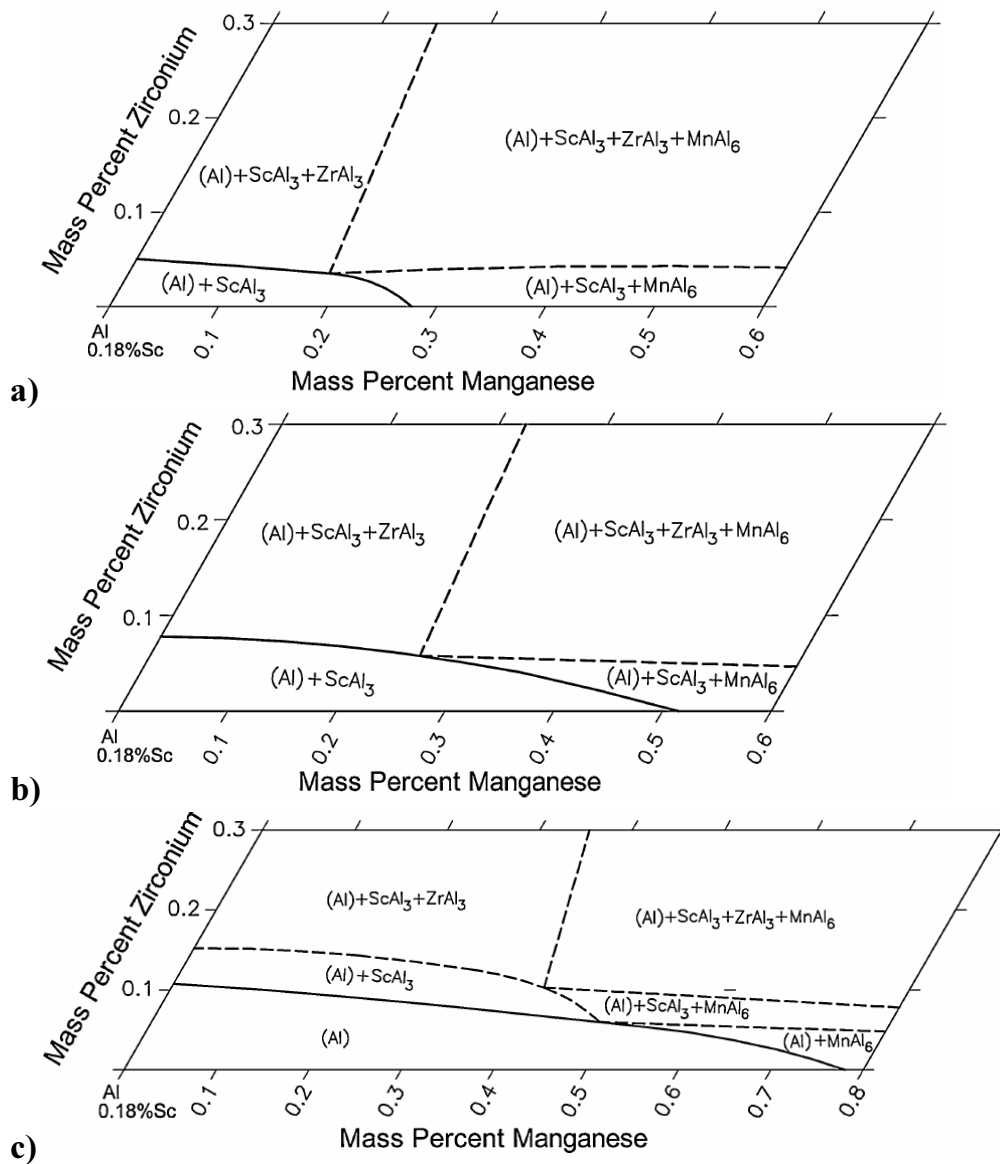 0.3
0.2
0.1
Mass Percent Zirconium
(Al)+ScAl3+ZrAl3+MnAl6
(Al)+ScAl3+ZrAl3
(Al)+ScAl3
(Al)+ScAl3+MnAl6
Al
0.18%Sc
0.1 0.2 0.3 0.4 0.5 0.6
Mass Percent Manganese
a)
0.3
0.2
0.1
Mass Percent Zirconium
(Al)+ScAl3+ZrAl3 (Al)+ScAl3+ZrAl3+MnAl6
(Al)+ScAl3 (Al)+ScAl3+MnAl6
Al
0.18%Sc
0.1 0.2 0.3 0.4 0.5 0.6
Mass Percent Manganese
b)
0.3
0.2
0.1
Mass Percent Zirconium
(Al)+ScAl3+ZrAl3 (Al)+ScAl3+ZrAl3+MnAl6
(Al)+ScAl3 (Al)+ScAl3+MnAl6
(Al) (Al)+MnAl6
Al
0.18%Sc
0.1 0.2 0.3 0.4 0.5 0.6 0.7 0.8
Mass Percent Manganese
c)